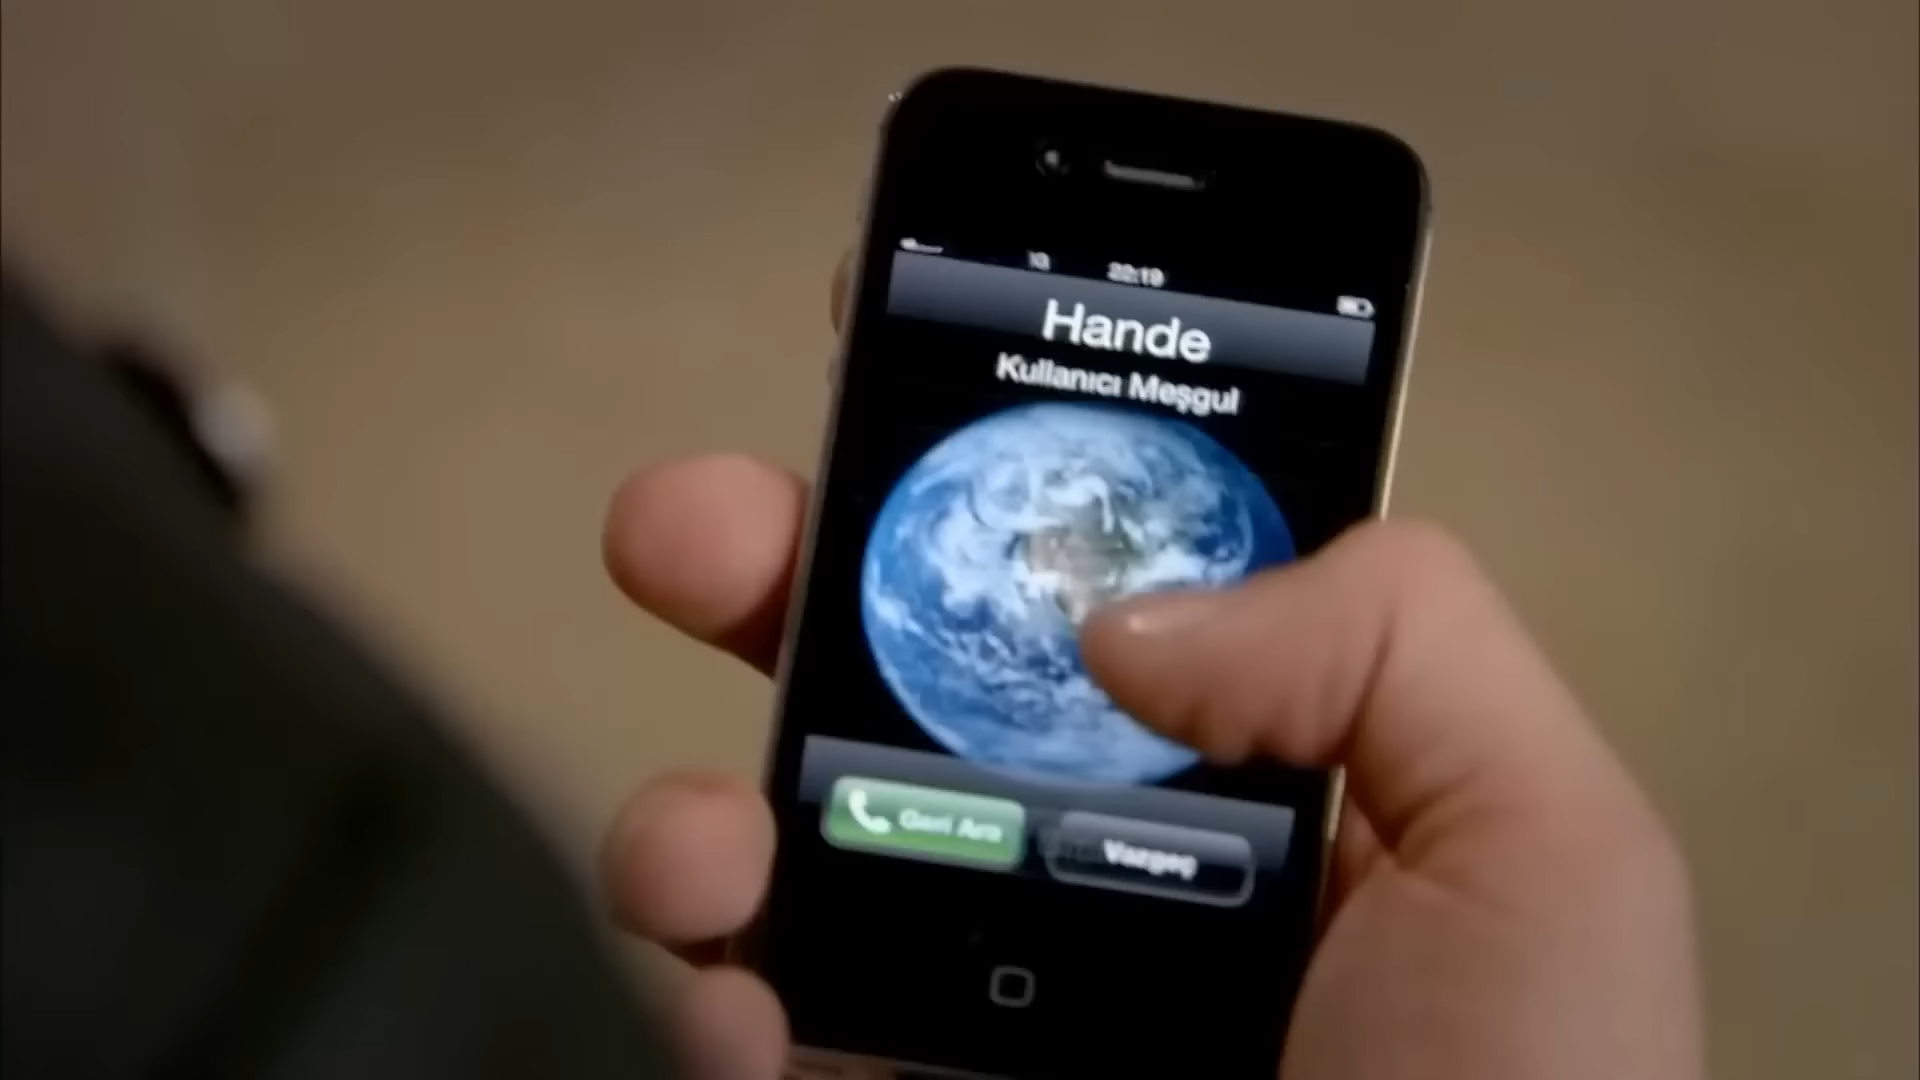 22:19
Hande
Kullanıcı Meşgul
Geri Ara
Vazgeç